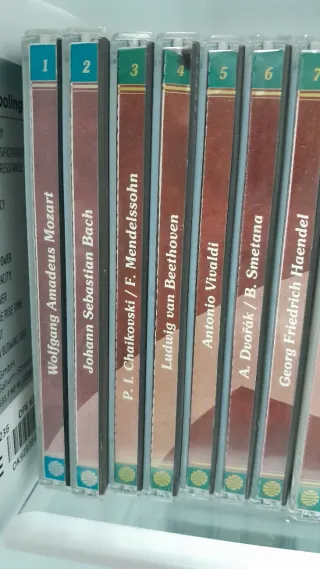 1
Wolfgang Amadeus Mozart
2
Johann Sebastian Bach
3
P. I. Chaikovski / F. Mendelssohn
4
Ludwig van Beethoven
5
Antonio Vivaldi
6
A. Dvořák / B. Smetana
7
Georg Friedrich Haendel